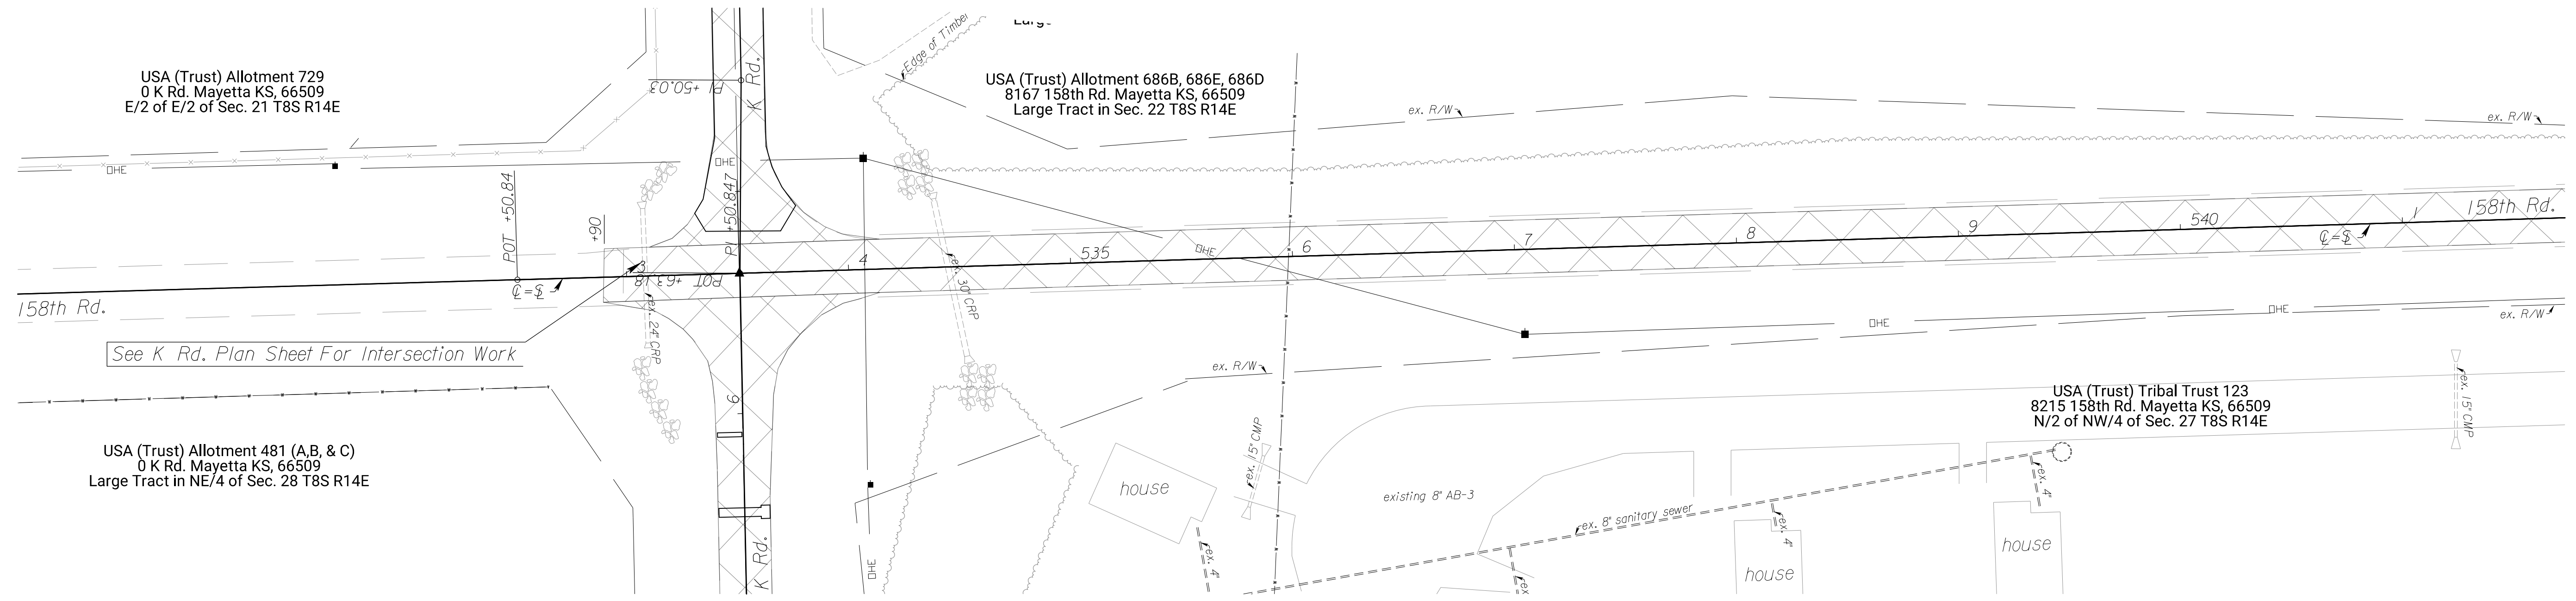 USA (Trust) Allotment 729
0 K Rd. Mayetta KS, 66509
E/2 of E/2 of Sec. 21 T8S R14E
Edge of Timber
USA (Trust) Allotment 686B, 686E, 686D
8167 158th Rd. Mayetta KS, 66509
Large Tract in Sec. 22 T8S R14E
K Rd.
PI +50.03
ex. R/W
ex. R/W
OHE
OHE
POT +50.84
+90
PI +50.847
158th Rd.
℄=
3
4
535
OHE
6
7
8
9
540
1
℄=
POT +63.18
158th Rd.
ex. 24" CRP
ex. 30" CRP
OHE
OHE
ex. R/W
ex. R/W
See K Rd. Plan Sheet For Intersection Work
9
USA (Trust) Tribal Trust 123
8215 158th Rd. Mayetta KS, 66509
N/2 of NW/4 of Sec. 27 T8S R14E
ex. 15" CMP
ex. 15" CMP
USA (Trust) Allotment 481 (A,B, & C)
0 K Rd. Mayetta KS, 66509
Large Tract in NE/4 of Sec. 28 T8S R14E
house
existing 8" AB-3
ex. 8" sanitary sewer
ex. 4"
ex. 4"
ex. 4"
ex.
house
house
K Rd.
OHE